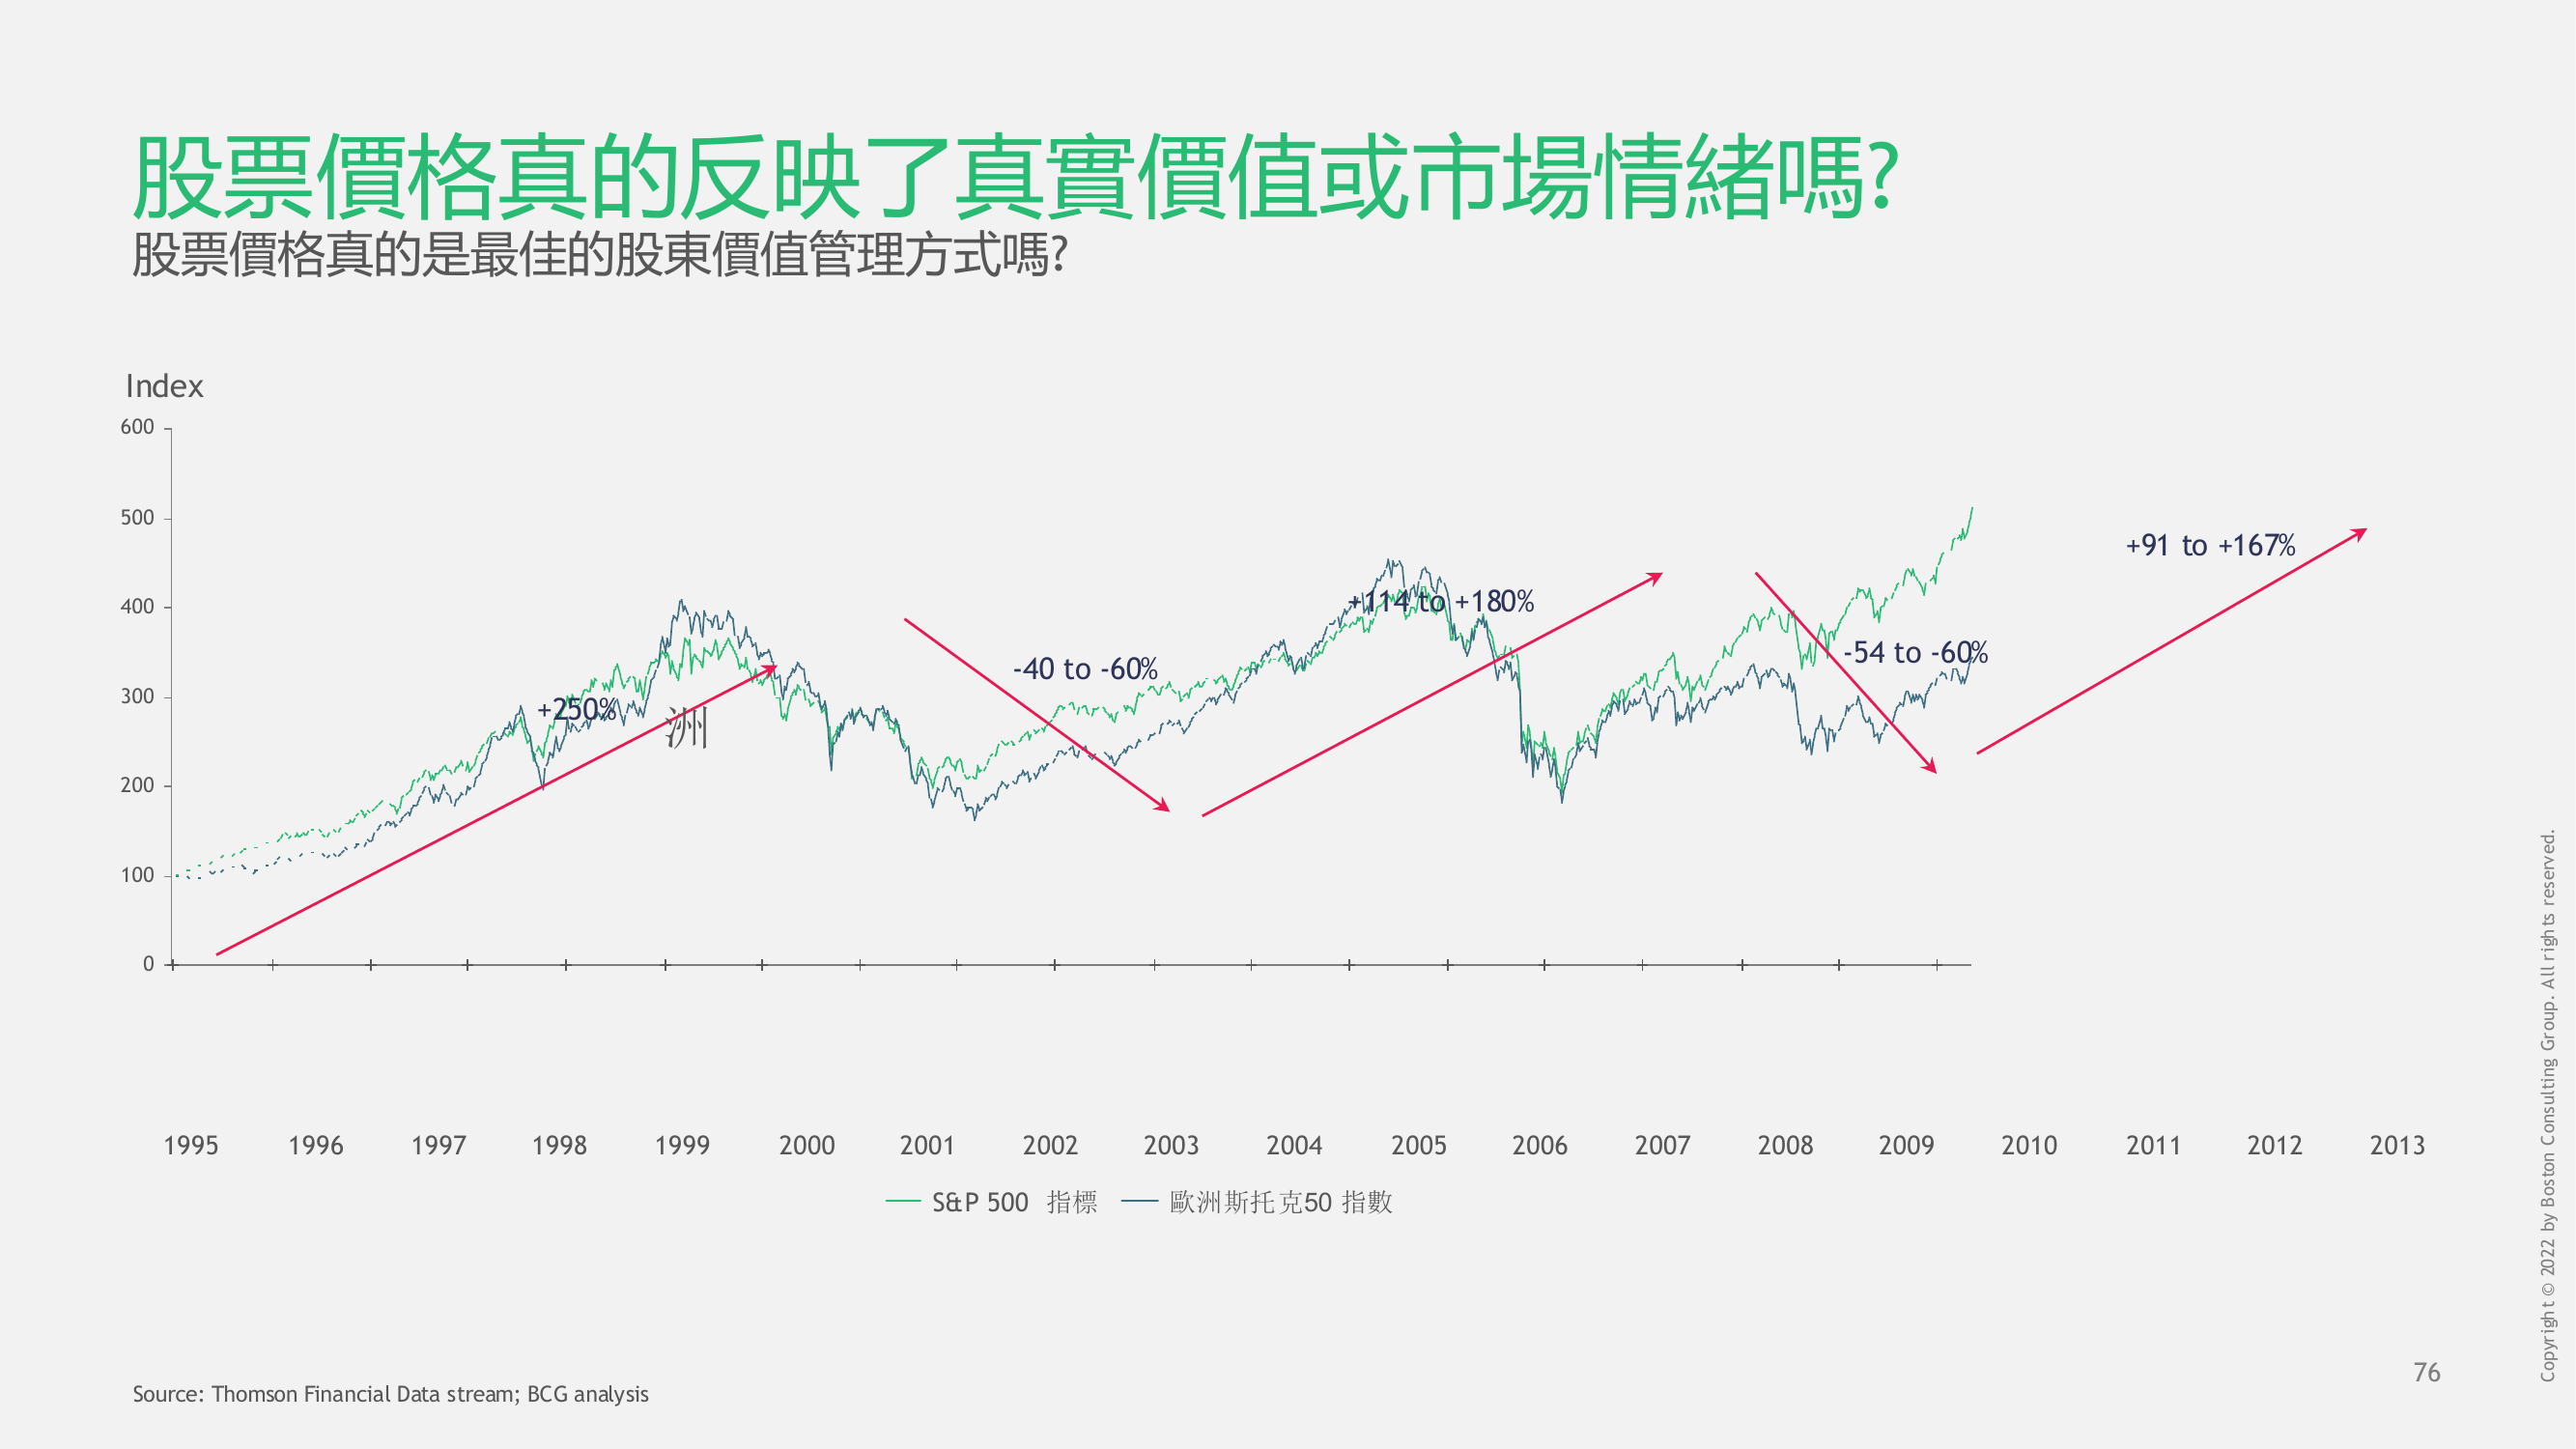 股票價格真的反映了真實價值或市場情緒嗎?
股票價格真的是最佳的股東價值管理方式嗎?
Index
600
500
400
300
200
100
0
+250%
洲
-40 to -60%
+114 to +180%
-54 to -60%
+91 to +167%
1995 1996 1997 1998 1999 2000 2001 2002 2003 2004 2005 2006 2007 2008 2009 2010 2011 2012 2013
S&P 500 指標 歐洲斯托克50 指數
Source: Thomson Financial Data stream; BCG analysis
76
Copyright © 2022 by Boston Consulting Group. All rights reserved.